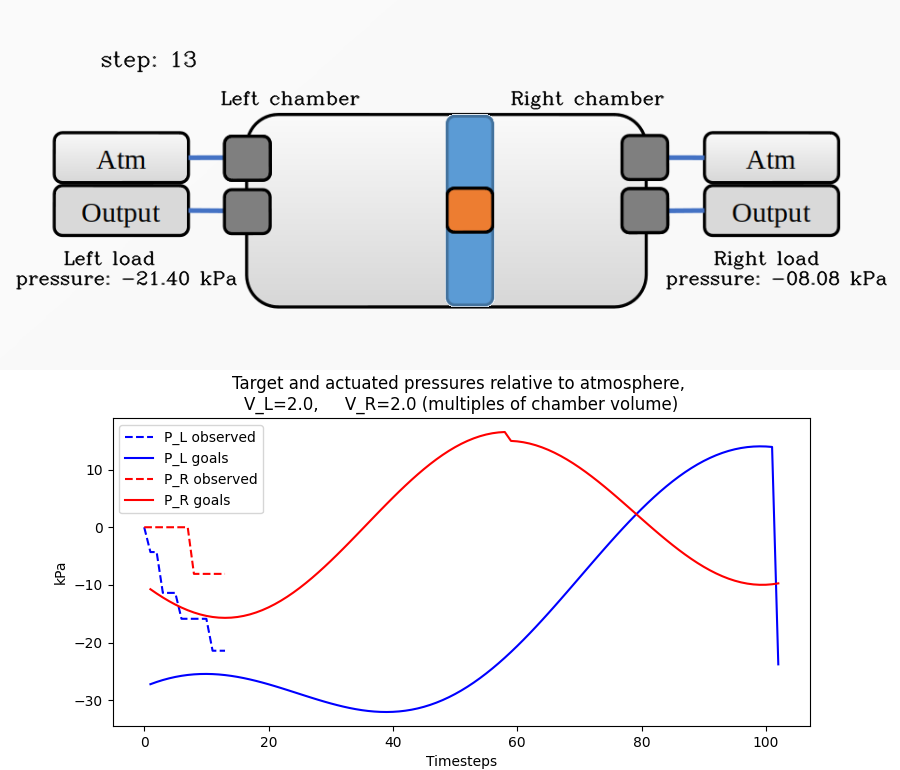 step: 13
Left chamber
Right chamber
Atm
Output
Atm
Output
Left load
pressure: −21.40 kPa
Right load
pressure: −08.08 kPa
Target and actuated pressures relative to atmosphere,
V_L=2.0, V_R=2.0 (multiples of chamber volume)
P_L observed
P_L goals
P_R observed
P_R goals
kPa
10
0
−10
−20
−30
0 20 40 60 80 100
Timesteps